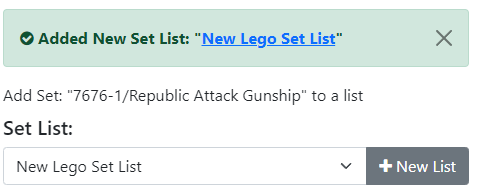 Added New Set List: "New Lego Set List"
Add Set: "7676-1/Republic Attack Gunship" to a list
Set List:
New Lego Set List
+ New List